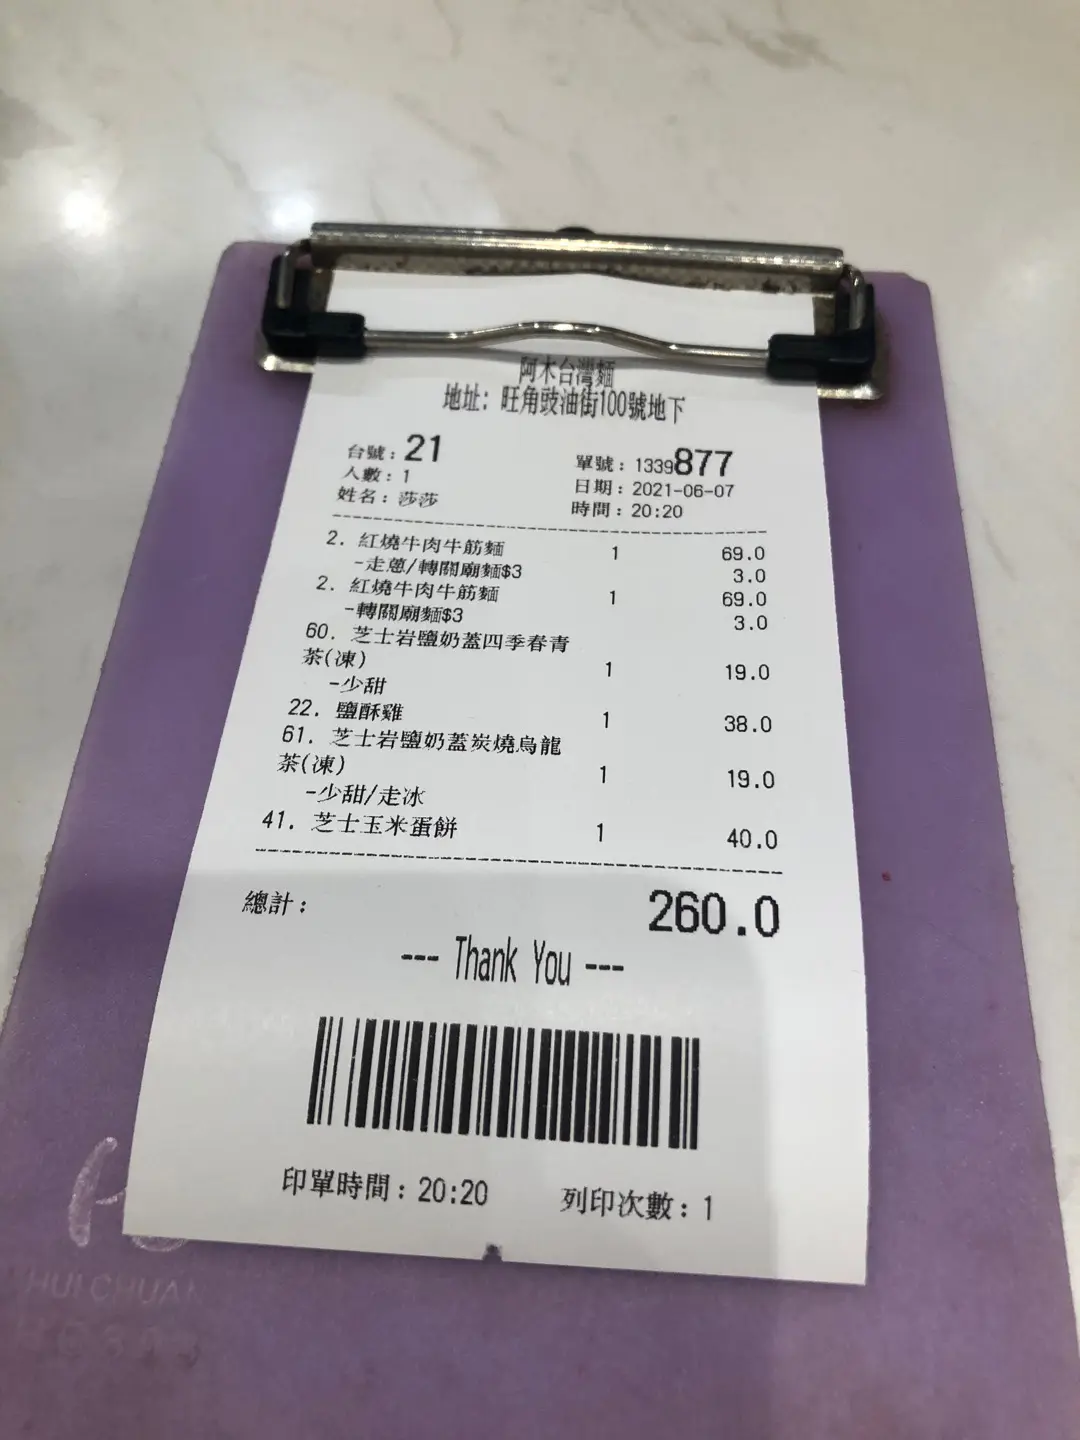 阿木台灣麵
地址: 旺角豉油街100號地下
台號: 21
單號: 1339877
人數: 1
日期: 2021-06-07
姓名: 莎莎
時間: 20:20
2. 紅燒牛肉牛筋麵 1 69.0
-走蔥/轉關廟麵$3 3.0
2. 紅燒牛肉牛筋麵 1 69.0
-轉關廟麵$3 3.0
60. 芝士岩鹽奶蓋四季春青
茶(凍) 1 19.0
-少甜
22. 鹽酥雞 1 38.0
61. 芝士岩鹽奶蓋炭燒烏龍
茶(凍) 1 19.0
-少甜/走冰
41. 芝士玉米蛋餅 1 40.0
總計: 260.0
--- Thank You ---
印單時間: 20:20 列印次數: 1
HUI CHUAN